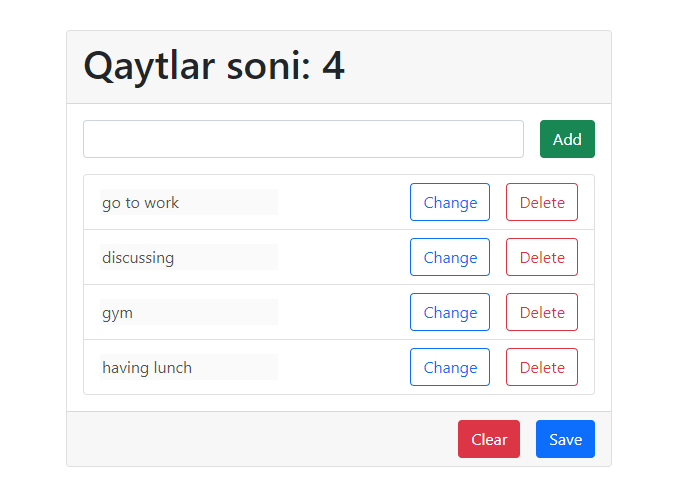 Qaytlar soni: 4
Add
go to work Change Delete
discussing Change Delete
gym Change Delete
having lunch Change Delete
Clear Save